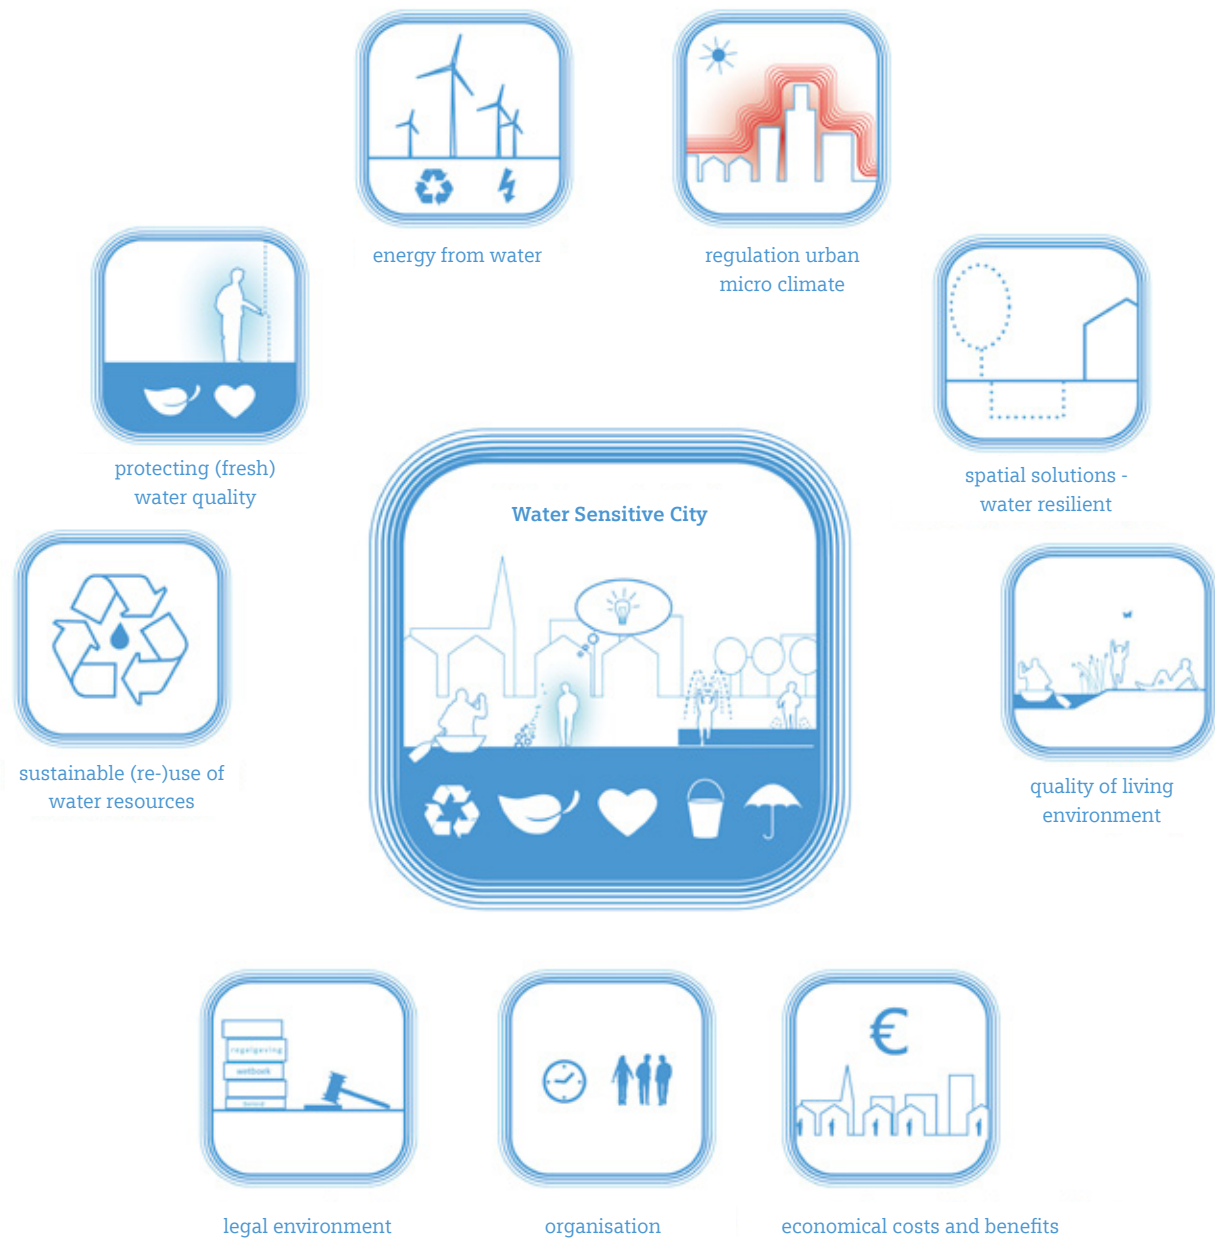 energy from water
regulation urban
micro climate
protecting (fresh)
water quality
spatial solutions -
water resilient
Water Sensitive City
sustainable (re-)use of
water resources
quality of living
environment
regelgeving
wetboek
€
legal environment
organisation
economical costs and benefits